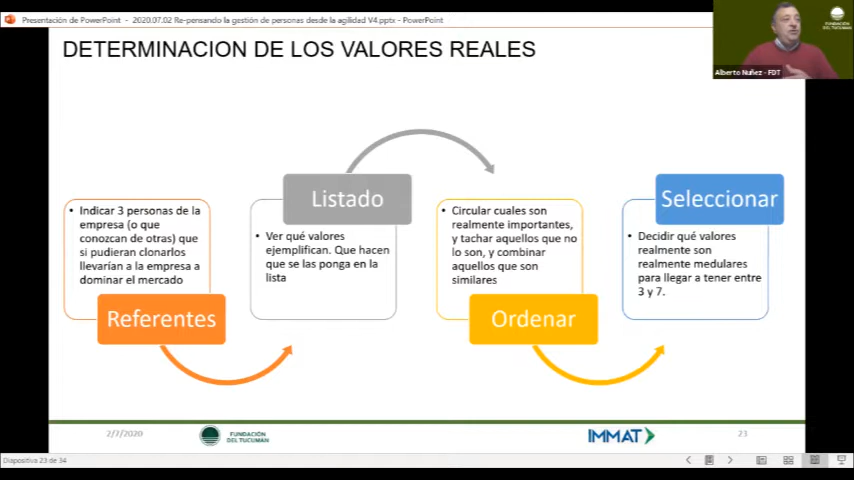 Presentación de PowerPoint - 2020.07.02 Re-pensando la gestión de personas desde la agilidad V4.pptx - PowerPoint
FUNDACIÓN
DEL TUCUMÁN
Alberto Nuñez - FDT
DETERMINACION DE LOS VALORES REALES
• Indicar 3 personas de la
empresa (o que
conozcan de otras) que
si pudieran clonarlos
llevarían a la empresa a
dominar el mercado
Referentes
Listado
• Ver qué valores
ejemplifican. Que hacen
que se las ponga en la
lista
• Circular cuales son
realmente importantes,
y tachar aquellos que no
lo son, y combinar
aquellos que son
similares
Ordenar
Seleccionar
• Decidir qué valores
realmente son
realmente medulares
para llegar a tener entre
3 y 7.
2/7/2020
FUNDACIÓN
DEL TUCUMAN
IMMAT
23
Diapositiva 23 de 34